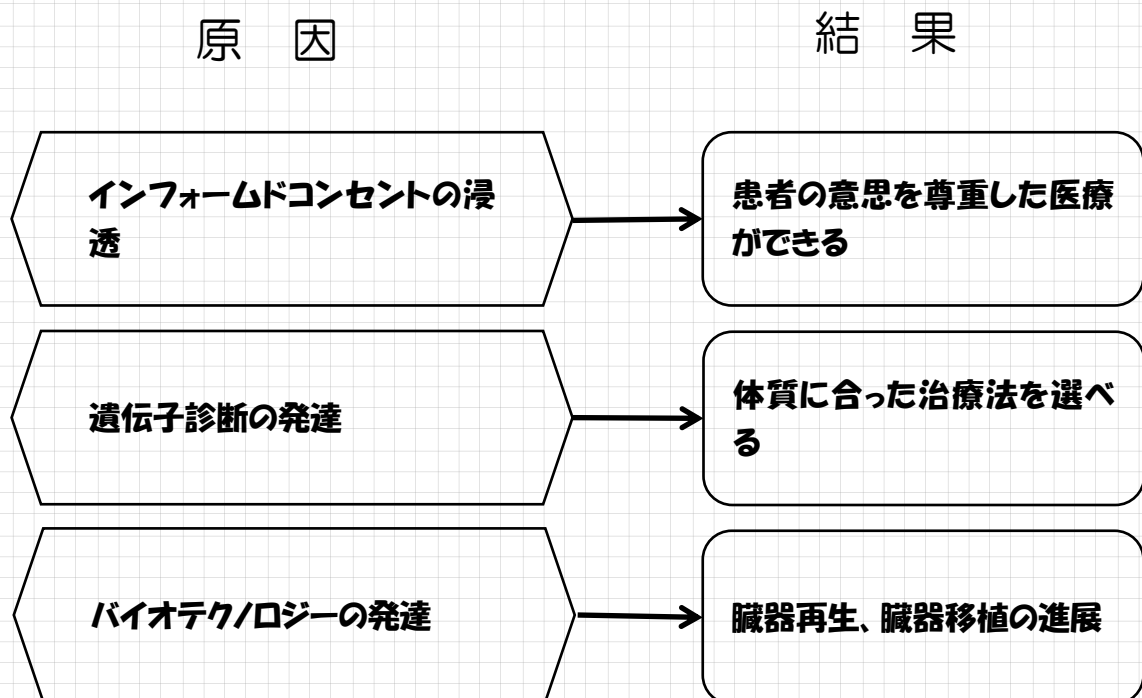 原 因
結 果
インフォームドコンセントの浸
透
患者の意思を尊重した医療
ができる
遺伝子診断の発達
体質に合った治療法を選べ
る
バイオテクノロジーの発達
臓器再生、臓器移植の進展